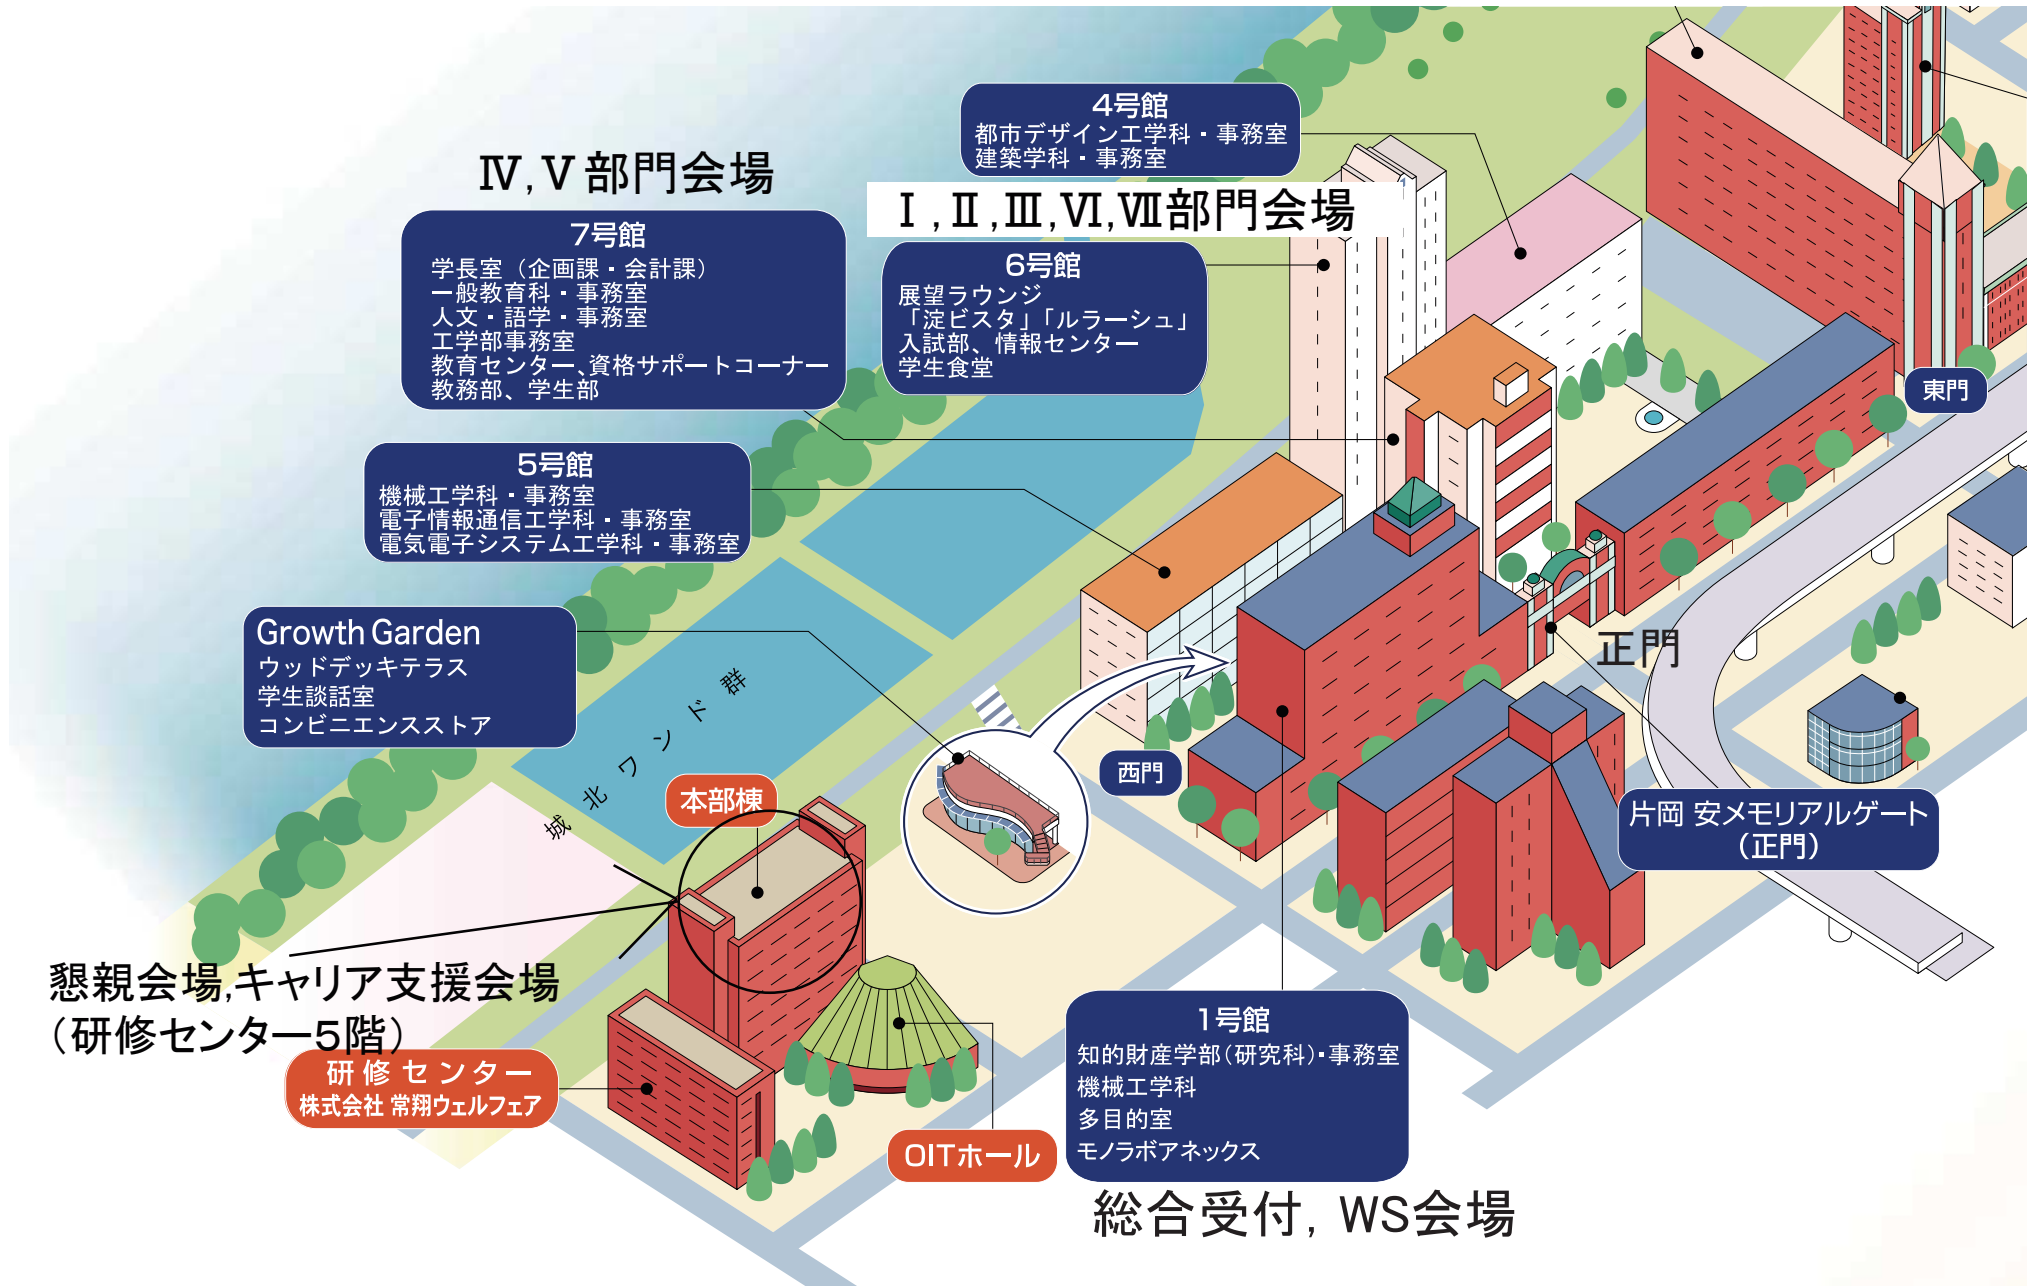 4号館
都市デザイン工学科・事務室
建築学科・事務室
Ⅳ,Ⅴ部門会場
Ⅰ,Ⅱ,Ⅲ,Ⅵ,Ⅶ部門会場
7号館
学長室（企画課・会計課）
一般教育科・事務室
人文・語学・事務室
工学部事務室
教育センター、資格サポートコーナー
教務部、学生部
6号館
展望ラウンジ
「淀ビスタ」「ルラーシュ」
入試部、情報センター
学生食堂
東門
5号館
機械工学科・事務室
電子情報通信工学科・事務室
電気電子システム工学科・事務室
Growth Garden
ウッドデッキテラス
学生談話室
コンビニエンスストア
正門
城北ワンド群
西門
本部棟
片岡 安メモリアルゲート
（正門）
懇親会場,キャリア支援会場
（研修センター5階）
研修センター
株式会社 常翔ウェルフェア
OITホール
1号館
知的財産学部（研究科）・事務室
機械工学科
多目的室
モノラボアネックス
総合受付, WS会場